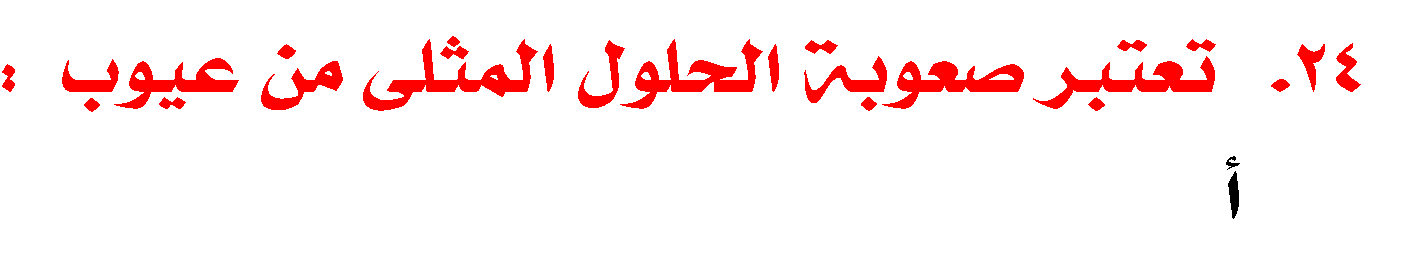 ٢٤. تعتبر صعوبة الحلول المثلى من عيوب :
أ